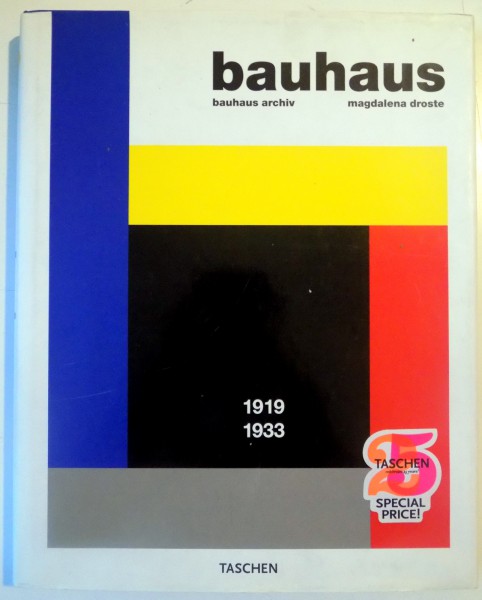 bauhaus
bauhaus archiv magdalena droste
1919
1933
25
TASCHEN
SPECIAL
PRICE!
TASCHEN